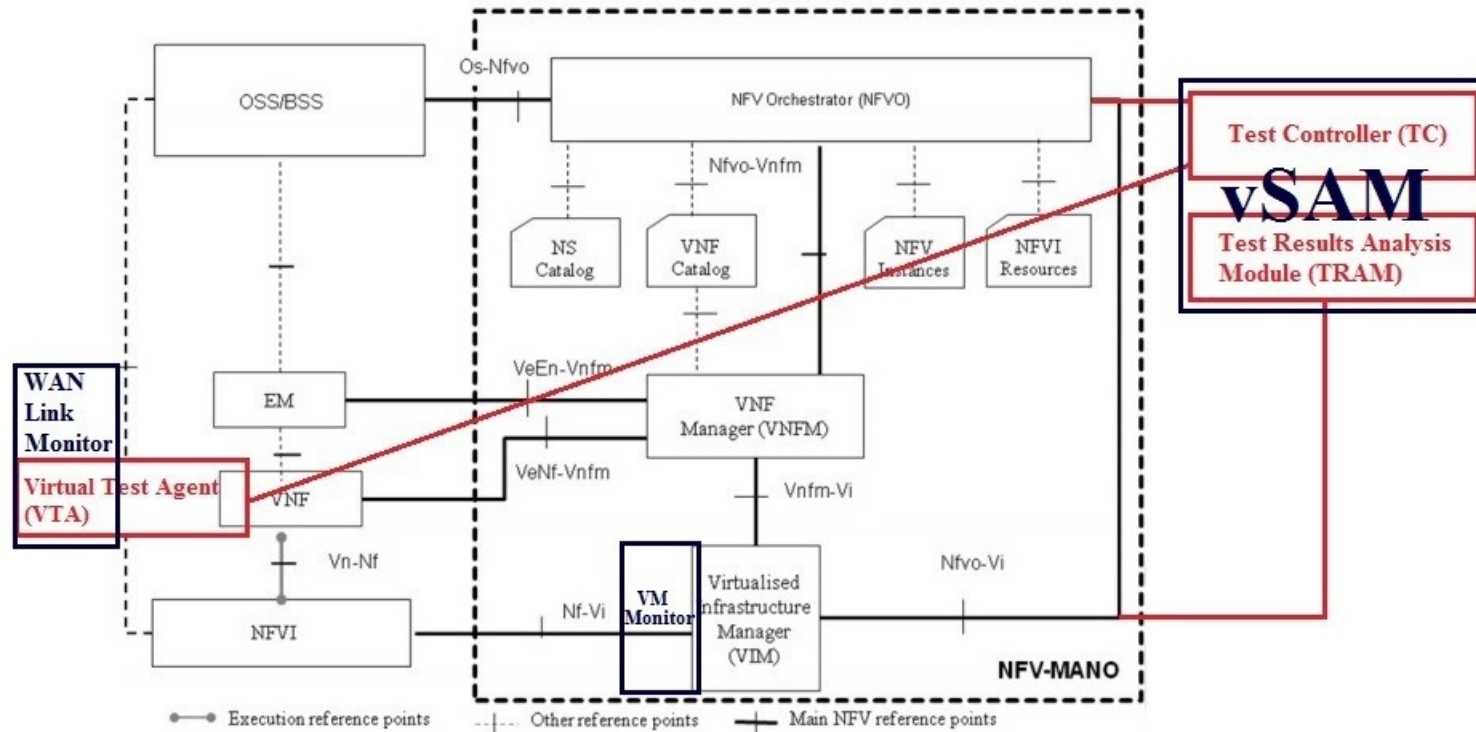 Os-Nfvo
OSS/BSS
NFV Orchestrator (NFVO)
Test Controller (TC)
vSAM
Test Results Analysis
Module (TRAM)
Nfvo-Vnfm
NS
Catalog
VNF
Catalog
NFV
Instances
NFVI
Resources
WAN
Link
Monitor
EM
VeEn-Vnfm
VNF
Manager (VNFM)
Virtual Test Agent
(VTA)
VNF
VeNf-Vnfm
Vnfm-Vi
Vn-Nf
NFVI
Nf-Vi
VM
Monitor
Virtualised
Infrastructure
Manager
(VIM)
Nfvo-Vi
NFV-MANO
Execution reference points
Other reference points
Main NFV reference points